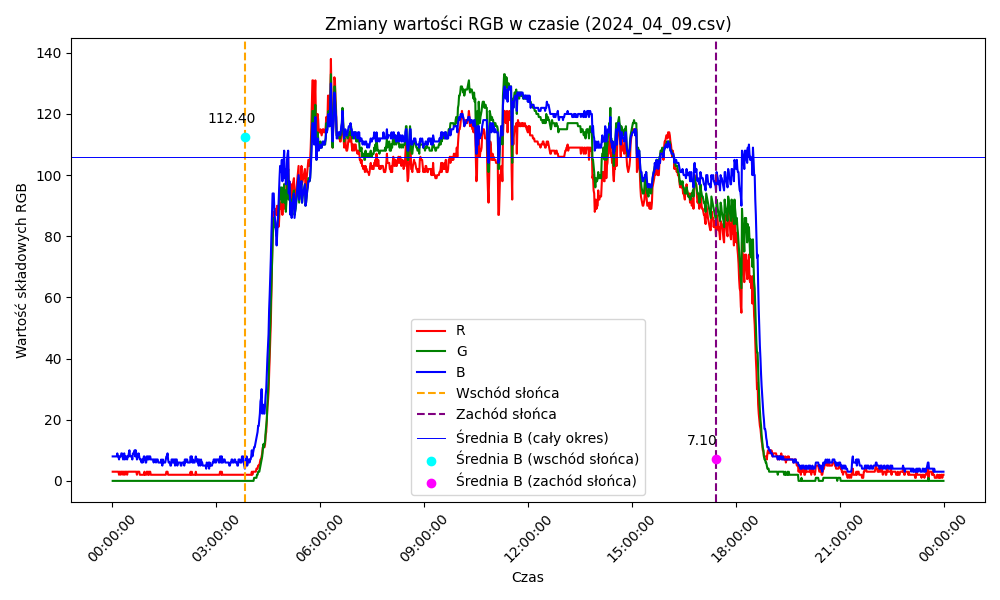 Zmiany wartości RGB w czasie (2024_04_09.csv)
140
120
100
80
60
40
20
0
Wartość składowych RGB
112.40
7.10
R
G
B
Wschód słońca
Zachód słońca
Średnia B (cały okres)
Średnia B (wschód słońca)
Średnia B (zachód słońca)
00:00:00
03:00:00
06:00:00
09:00:00
12:00:00
15:00:00
18:00:00
21:00:00
00:00:00
Czas